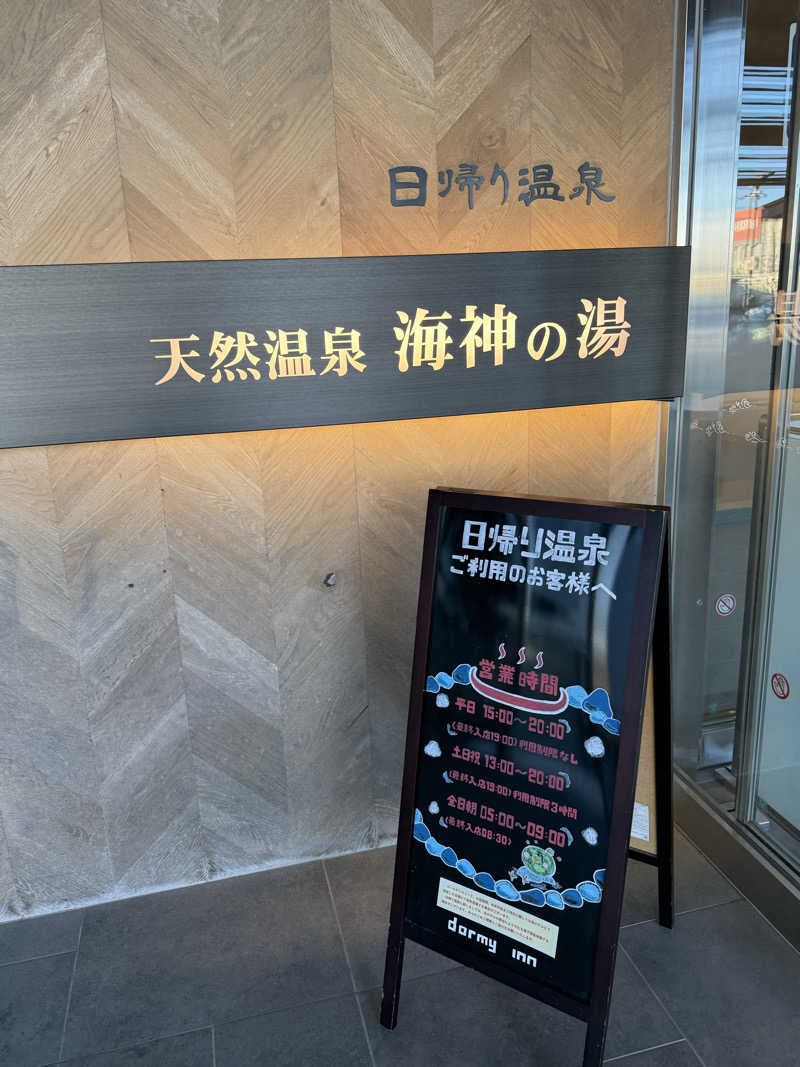 日帰り温泉
天然温泉 海神の湯
日帰り温泉
ご利用のお客様へ
営業時間
平日 15:00～20:00
(最終入店19:00)利用制限なし
土日祝 13:00～20:00
(最終入店19:00)利用制限3時間
全日朝 05:00～09:00
(最終入店08:30)
dormy inn